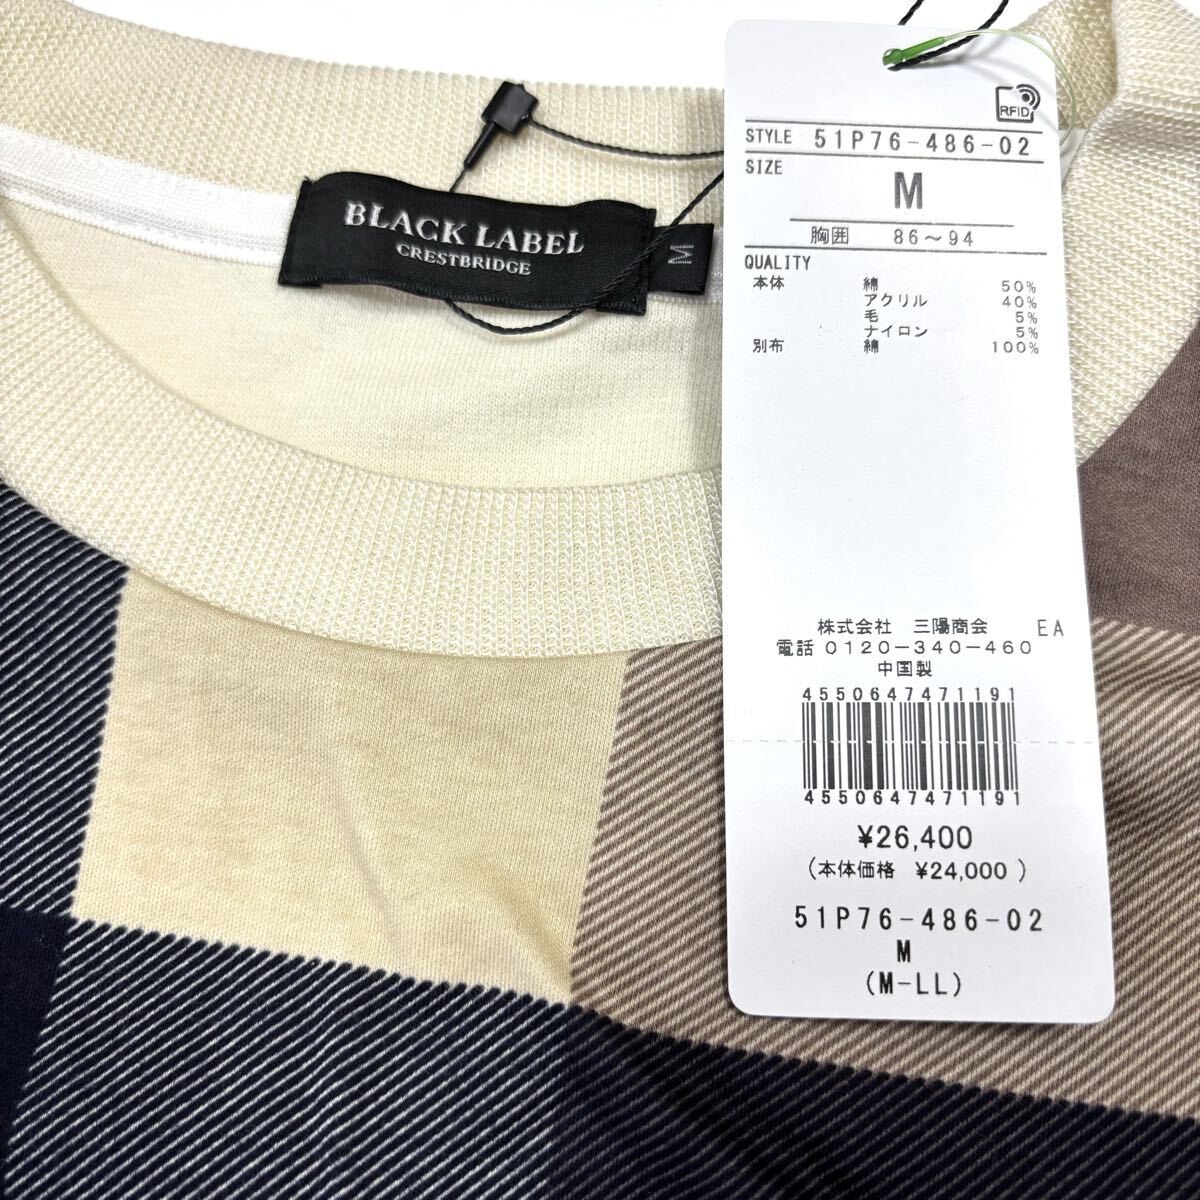 BLACK LABEL
CRESTBRIDGE
M
RFID
STYLE 51P76-486-02
SIZE
M
胸囲 86～94
QUALITY
本体 綿 50%
アクリル 40%
毛 5%
ナイロン 5%
別布 綿 100%
株式会社 三陽商会 EA
電話 0120-340-460
中国製
4550647471191
4550647471191
¥26,400
(本体価格 ¥24,000 )
51P76-486-02
M
(M-LL)